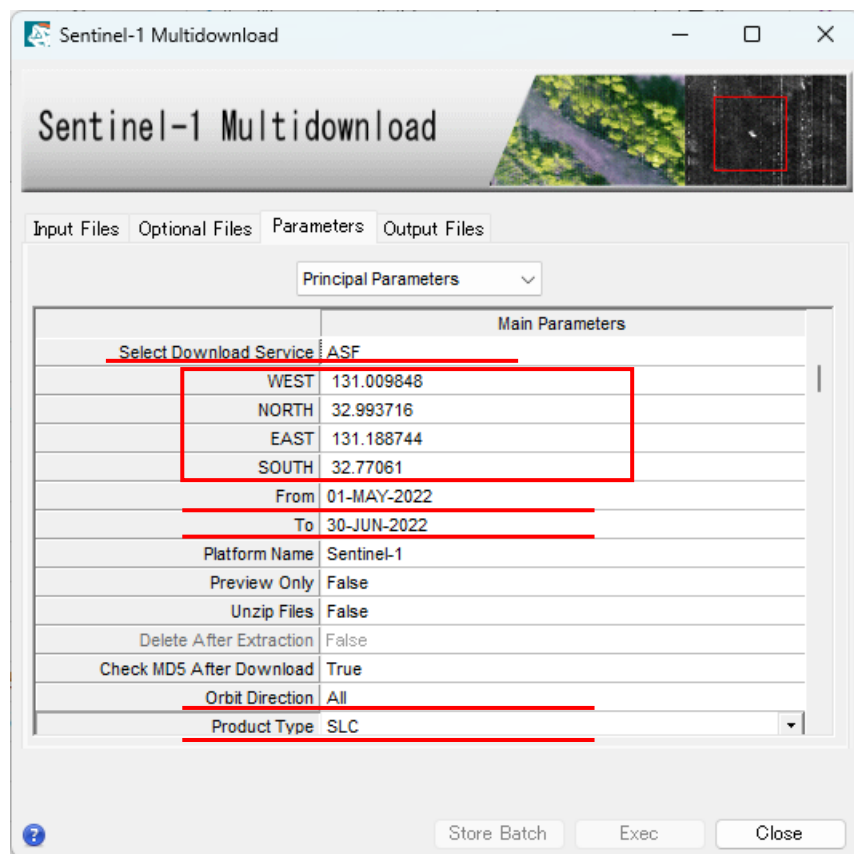 Sentinel-1 Multidownload
Sentinel-1 Multidownload
Input Files Optional Files Parameters Output Files
Principal Parameters
Main Parameters
Select Download Service ASF
WEST 131.009848
NORTH 32.993716
EAST 131.188744
SOUTH 32.77061
From 01-MAY-2022
To 30-JUN-2022
Platform Name Sentinel-1
Preview Only False
Unzip Files False
Delete After Extraction False
Check MD5 After Download True
Orbit Direction All
Product Type SLC
? Store Batch Exec Close